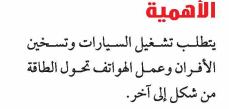 الأهمية
يتطلب تشغيل السيارات وتسخين
الأفران وعمل الهواتف تحول الطاقة
من شكل إلى آخر.